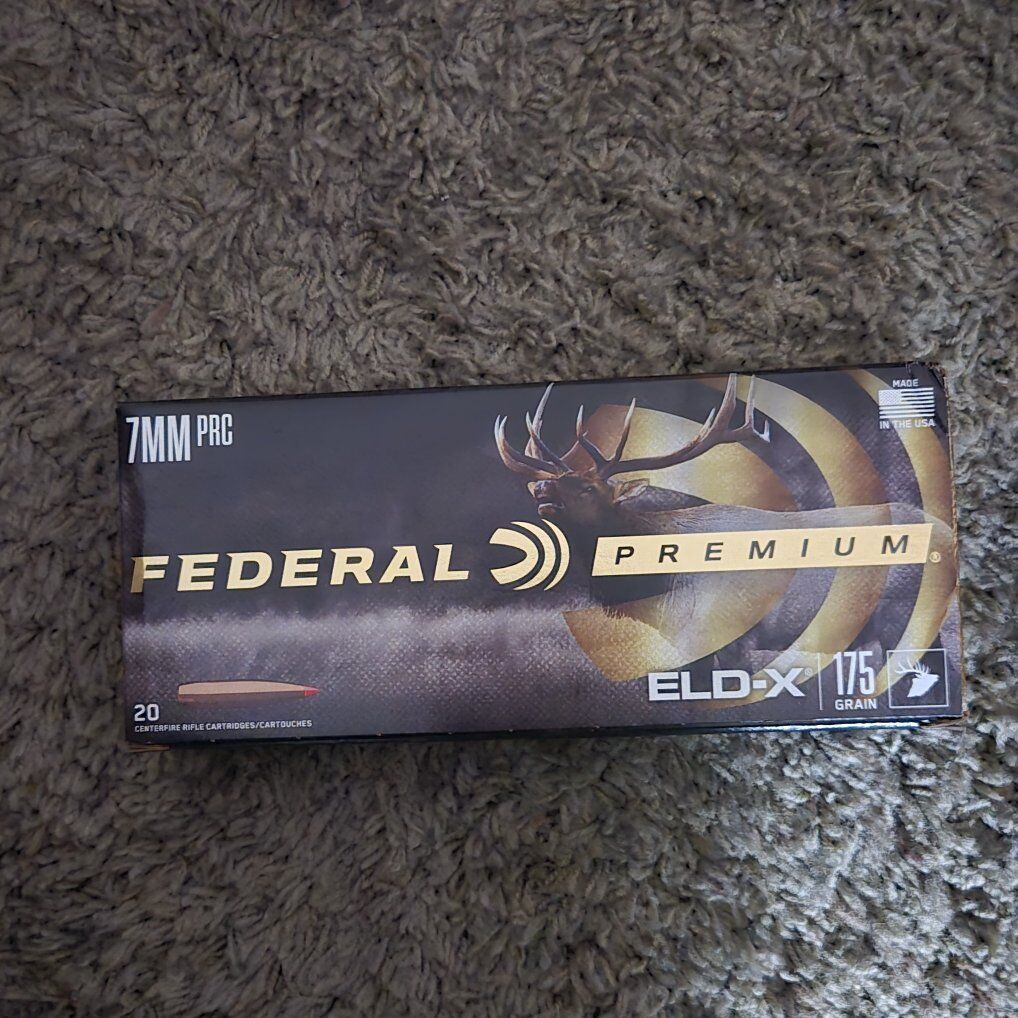 7MM PRC
MADE
IN THE USA
FEDERAL PREMIUM®
ELD-X® 175
GRAIN
20
CENTERFIRE RIFLE CARTRIDGES/CARTOUCHES